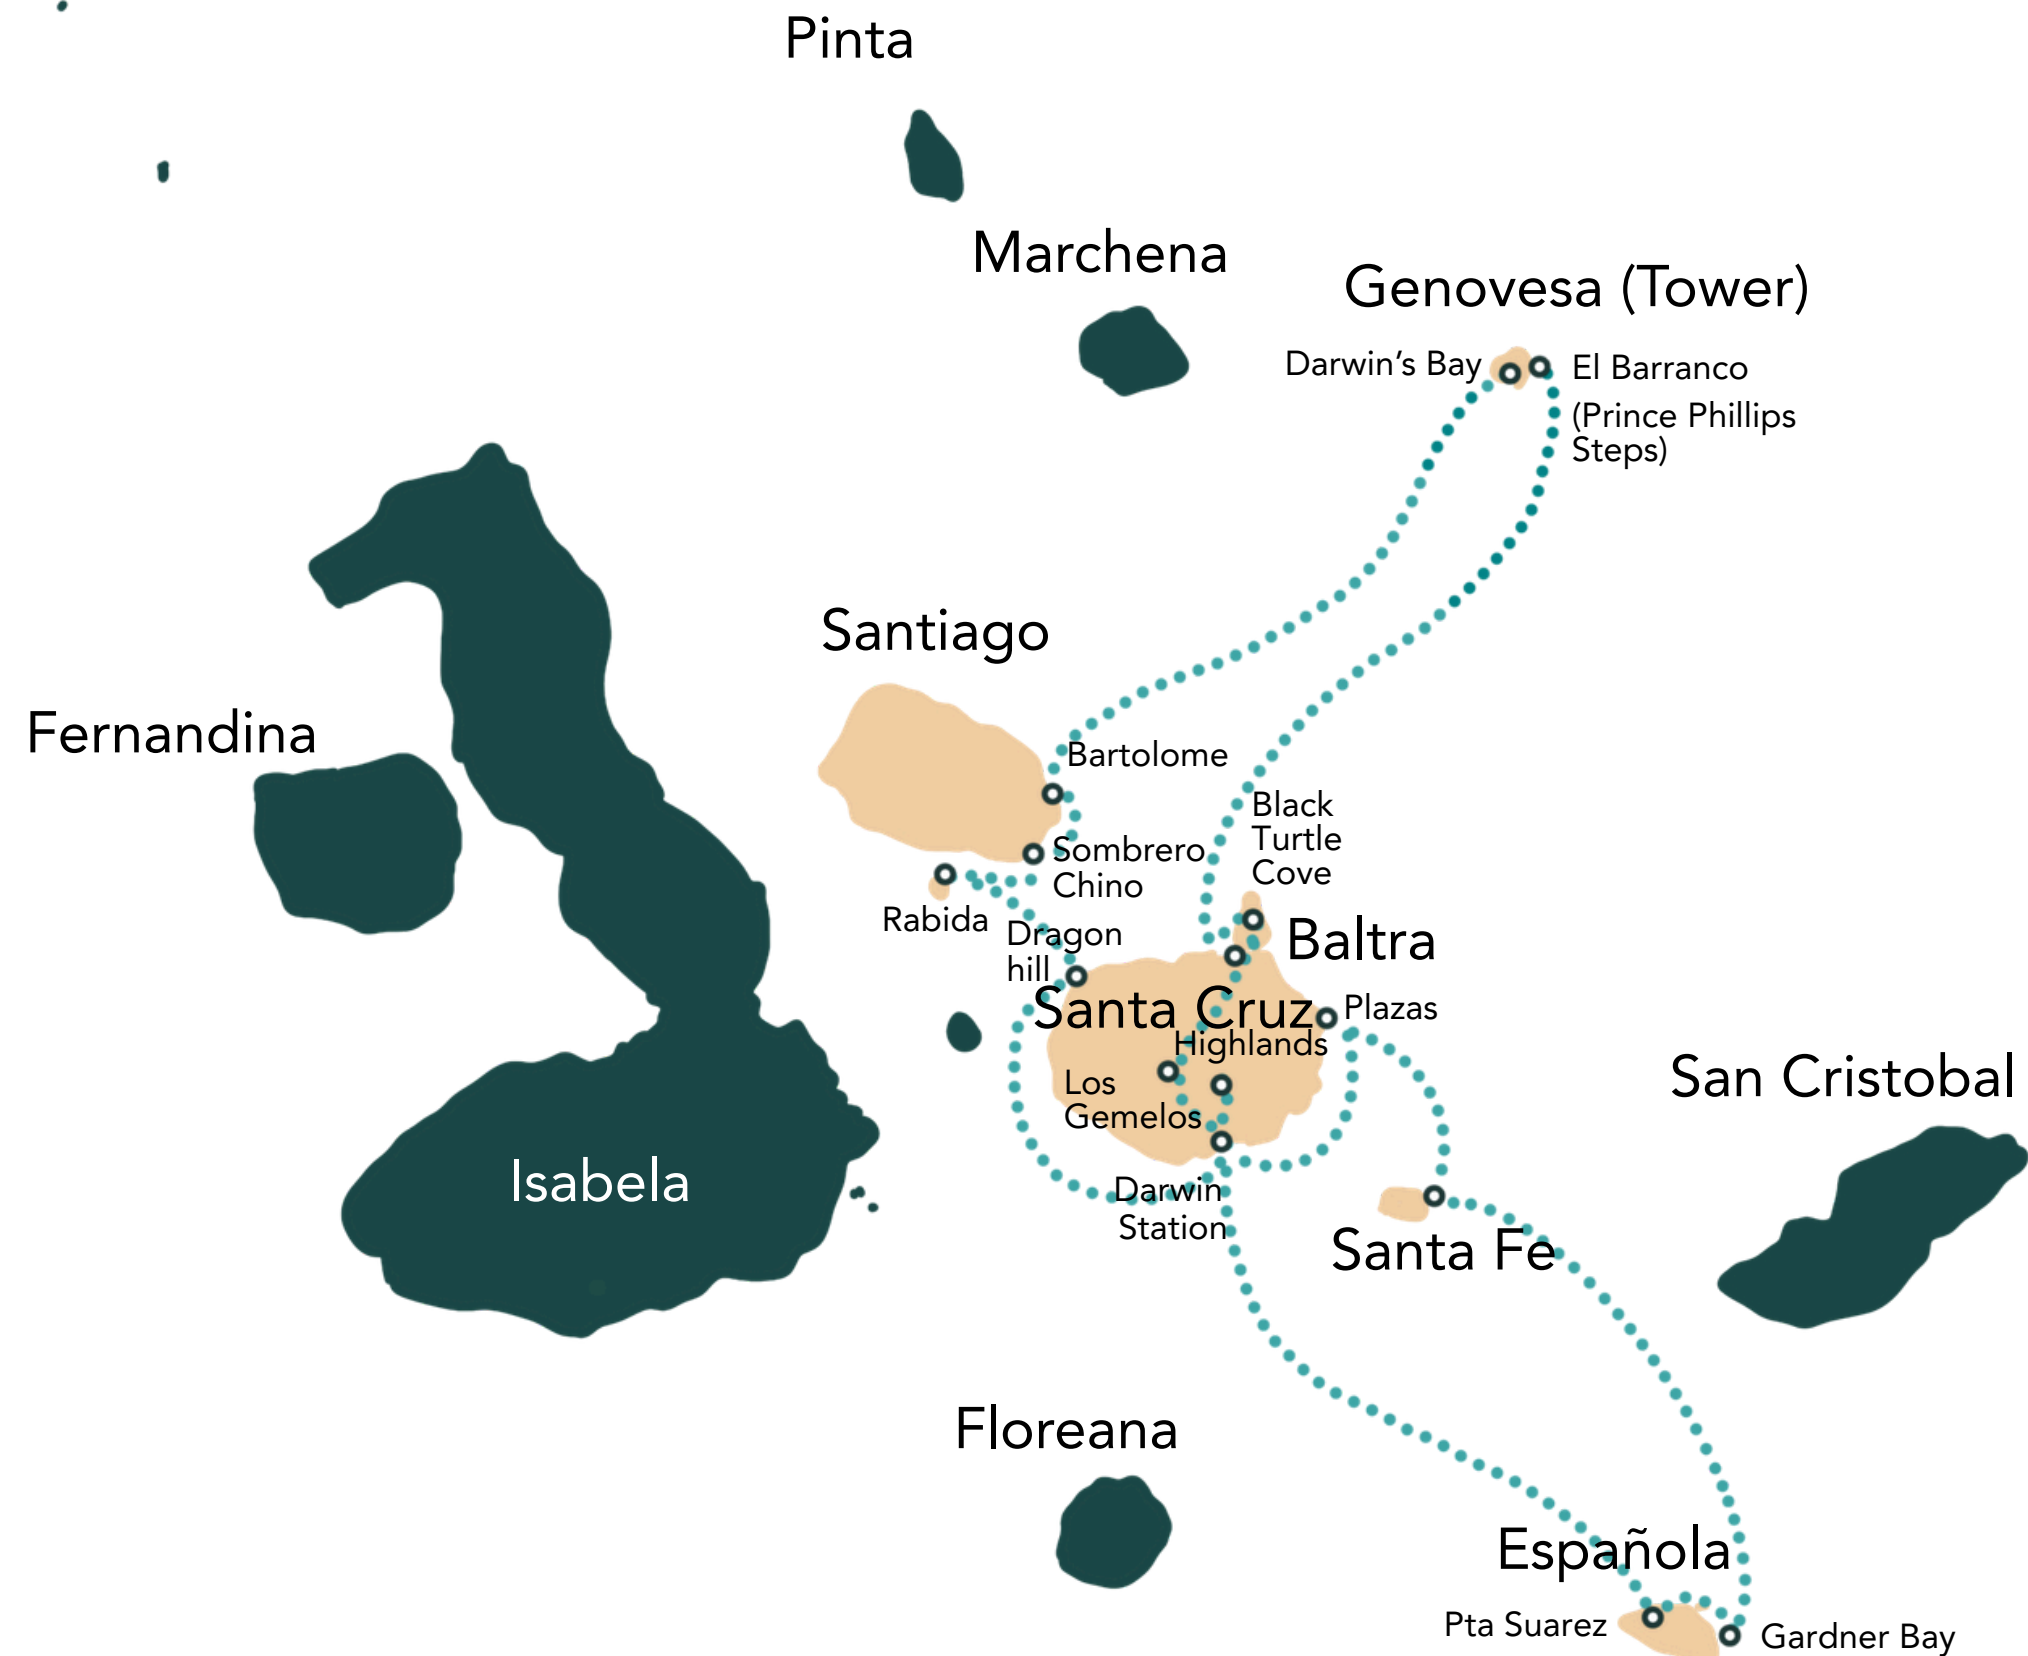 Pinta
Marchena
Genovesa (Tower)
Darwin’s Bay
El Barranco
(Prince Phillips
Steps)
Santiago
Fernandina
Bartolome
Black
Turtle
Cove
Sombrero
Chino
Rabida
Dragon
hill
Baltra
Santa Cruz
Plazas
Highlands
Los
Gemelos
San Cristobal
Isabela
Darwin
Station
Santa Fe
Floreana
Española
Pta Suarez
Gardner Bay